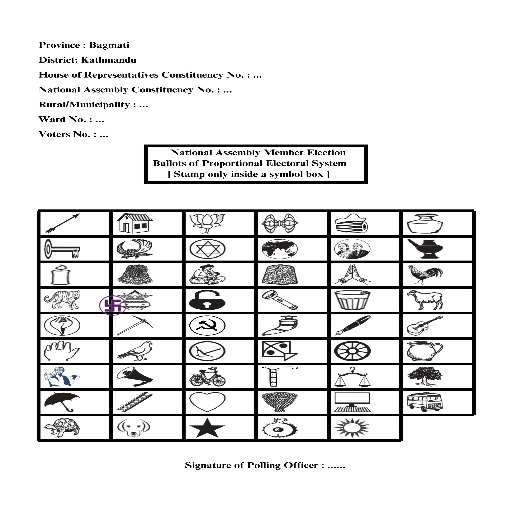 Province : Bagmati
District: Kathmandu
House of Representatives Constituency No. : ...
National Assembly Constituency No. : ...
Rural/Municipality : ...
Ward No. : ...
Voters No. : ...
National Assembly Member Election
Ballots of Proportional Electoral System
[ Stamp only inside a symbol box ]
Signature of Polling Officer : ......